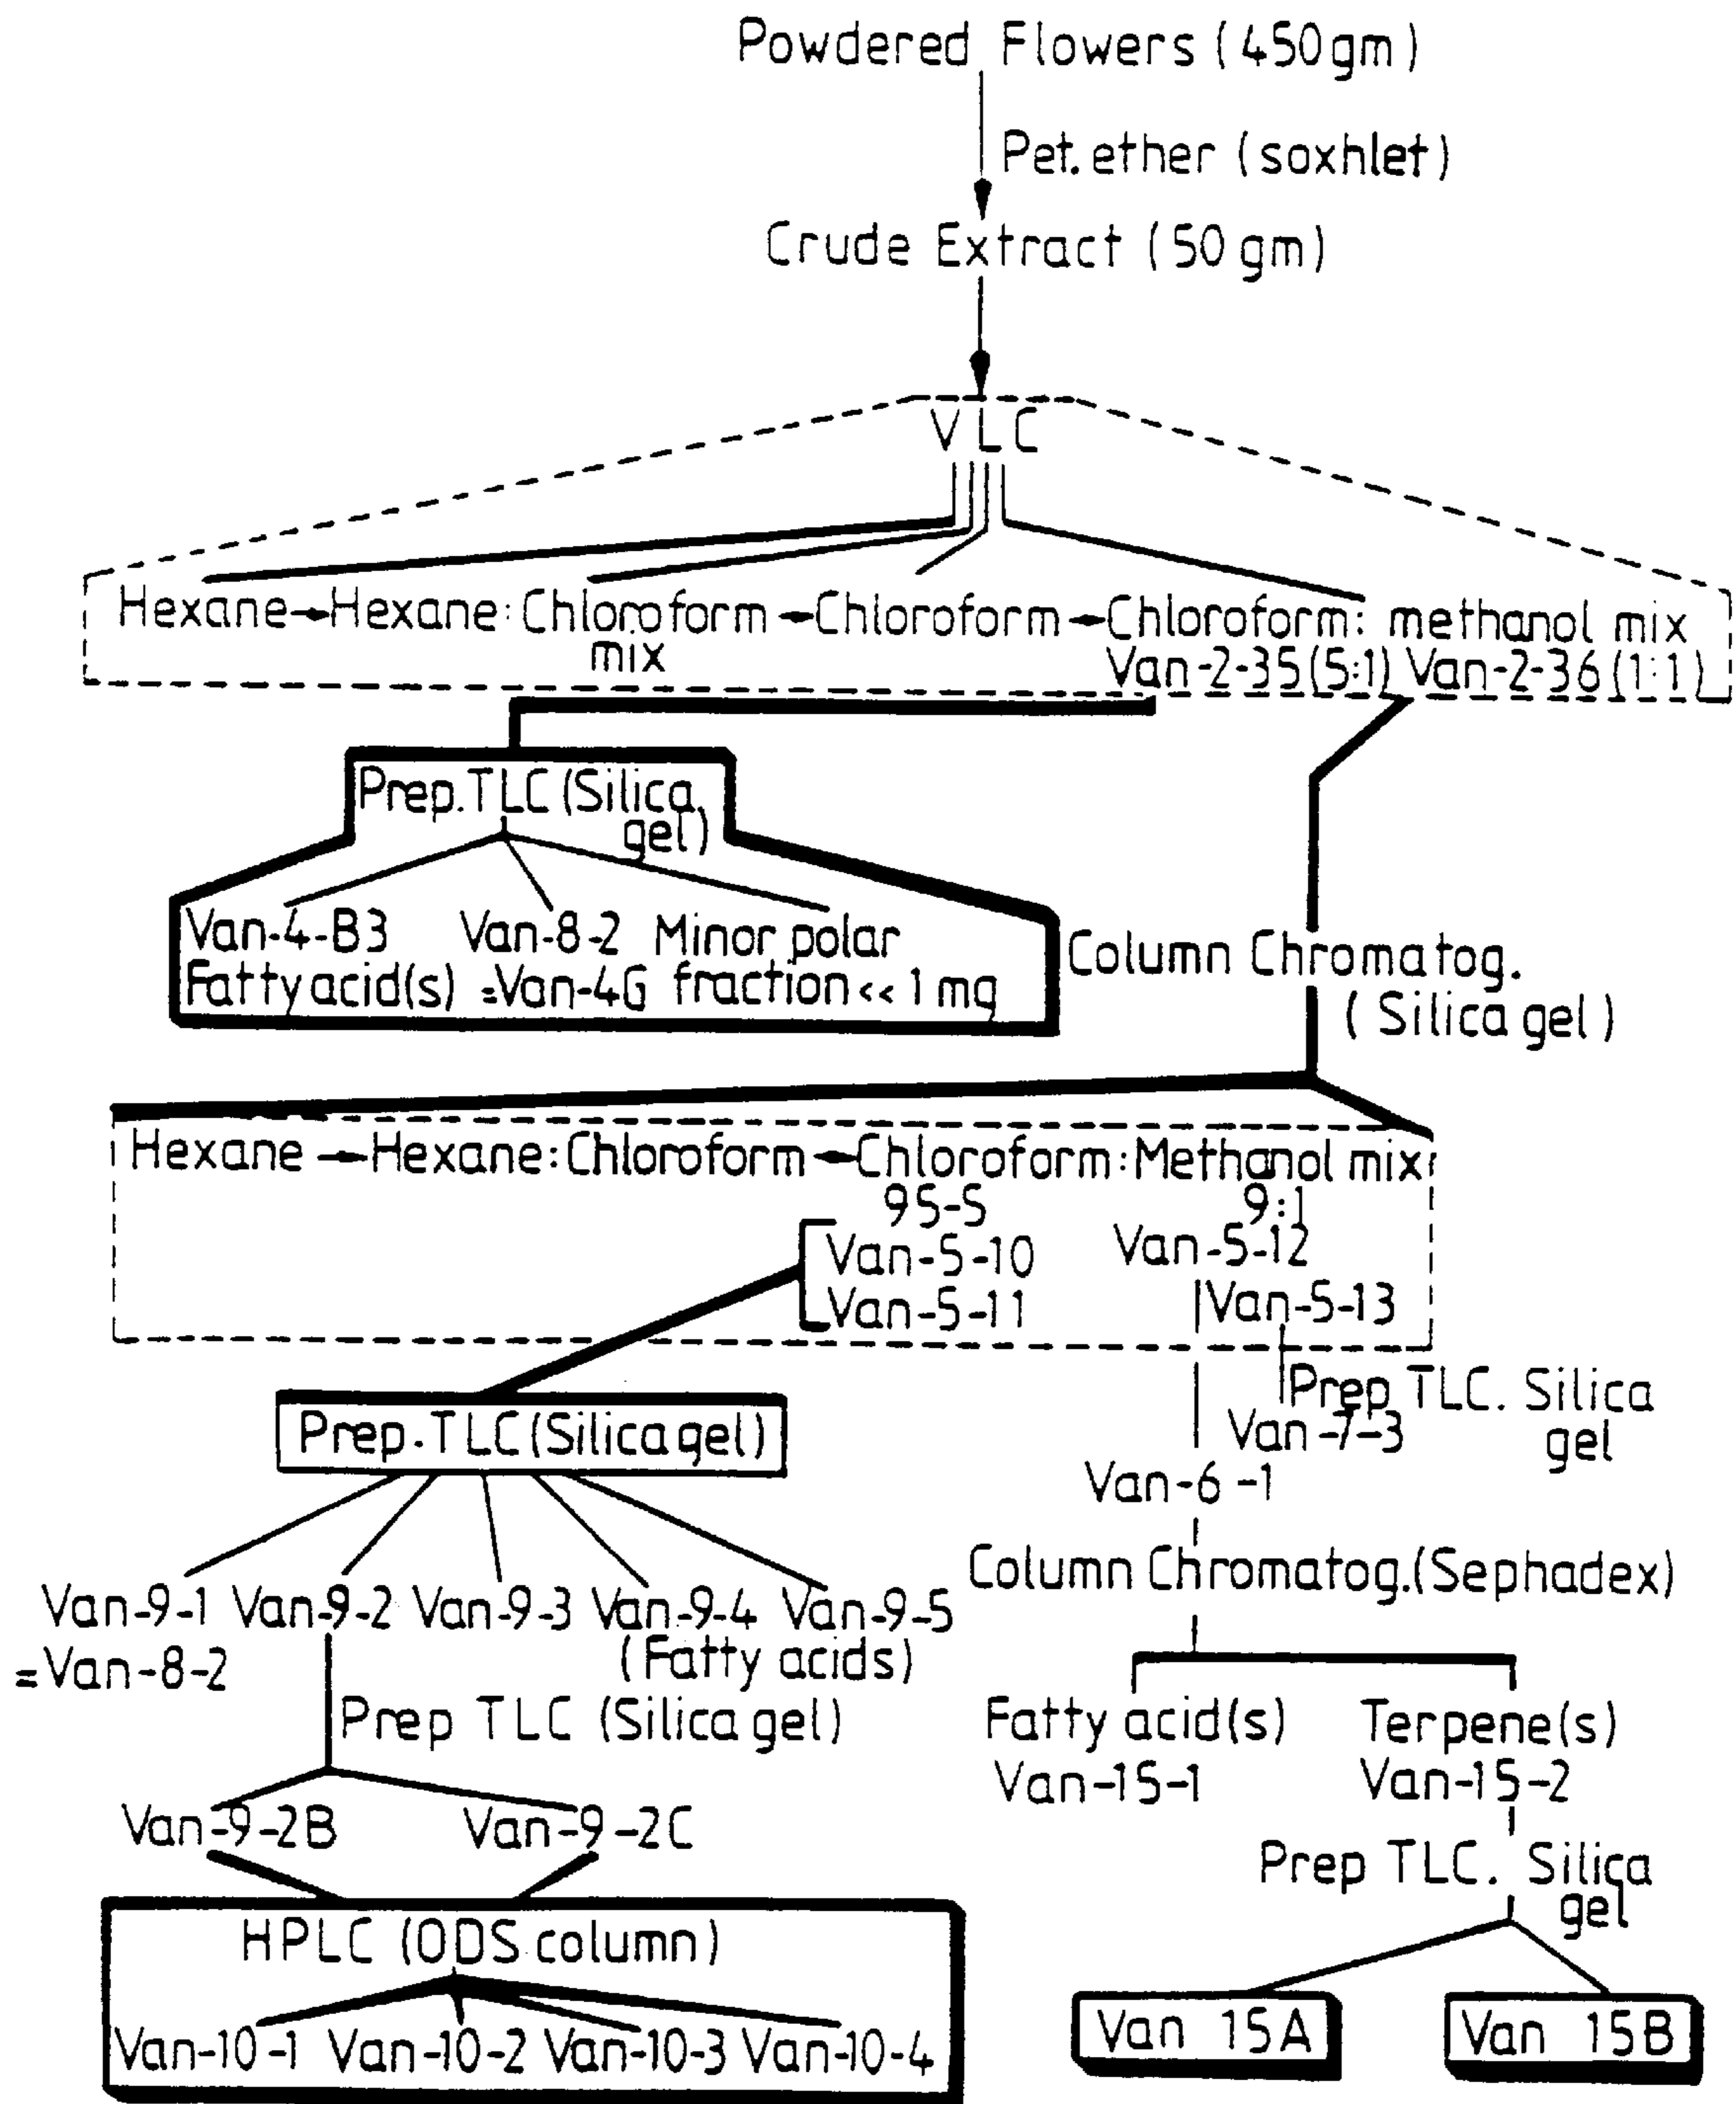 Powdered Flowers (450gm)
Pet. ether (soxhlet)
Crude Extract (50 gm)
VLC
Hexane→Hexane: Chloroform→Chloroform→Chloroform: methanol mix
mix
Van-2-35(5:1) Van-2-36(1:1)
Prep. TLC (Silica
gel)
Van-4-B3 Van-8-2 Minor polar
Fatty acid(s) =Van-4G fraction<<1mg
Column Chromatog.
(Silica gel)
Hexane→Hexane:Chloroform→Chloroform:Methanol mix
95-5 9:1
Van-5-10 Van-5-12
Van-5-11 Van-5-13
Prep TLC. Silica
gel
Van-7-3
Van-6-1
Prep. TLC (Silica gel)
Van-9-1 Van-9-2 Van-9-3 Van-9-4 Van-9-5
=Van-8-2 (Fatty acids)
Column Chromatog.(Sephadex)
Prep TLC (Silica gel)
Fatty acid(s) Terpene(s)
Van-15-1 Van-15-2
Van-9-2B Van-9-2C
Prep TLC. Silica
gel
HPLC (ODS column)
Van-10-1 Van-10-2 Van-10-3 Van-10-4
Van 15A Van 15B